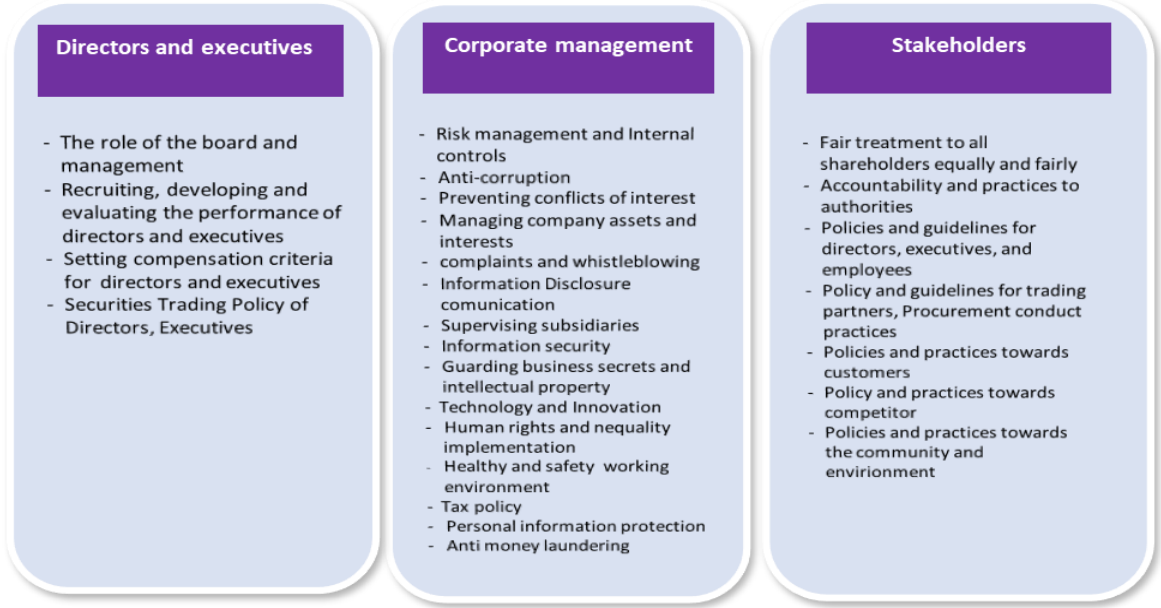 Directors and executives
- The role of the board and
management
- Recruiting, developing and
evaluating the performance of
directors and executives
- Setting compensation criteria
for directors and executives
- Securities Trading Policy of
Directors, Executives
Corporate management
- Risk management and Internal
controls
- Anti-corruption
- Preventing conflicts of interest
- Managing company assets and
interests
- complaints and whistleblowing
- Information Disclosure
comunication
- Supervising subsidiaries
- Information security
- Guarding business secrets and
intellectual property
- Technology and Innovation
- Human rights and nequality
implementation
- Healthy and safety working
environment
- Tax policy
- Personal information protection
- Anti money laundering
Stakeholders
- Fair treatment to all
shareholders equally and fairly
- Accountability and practices to
authorities
- Policies and guidelines for
directors, executives, and
employees
- Policy and guidelines for trading
partners, Procurement conduct
practices
- Policies and practices towards
customers
- Policy and practices towards
competitor
- Policies and practices towards
the community and
envirionment